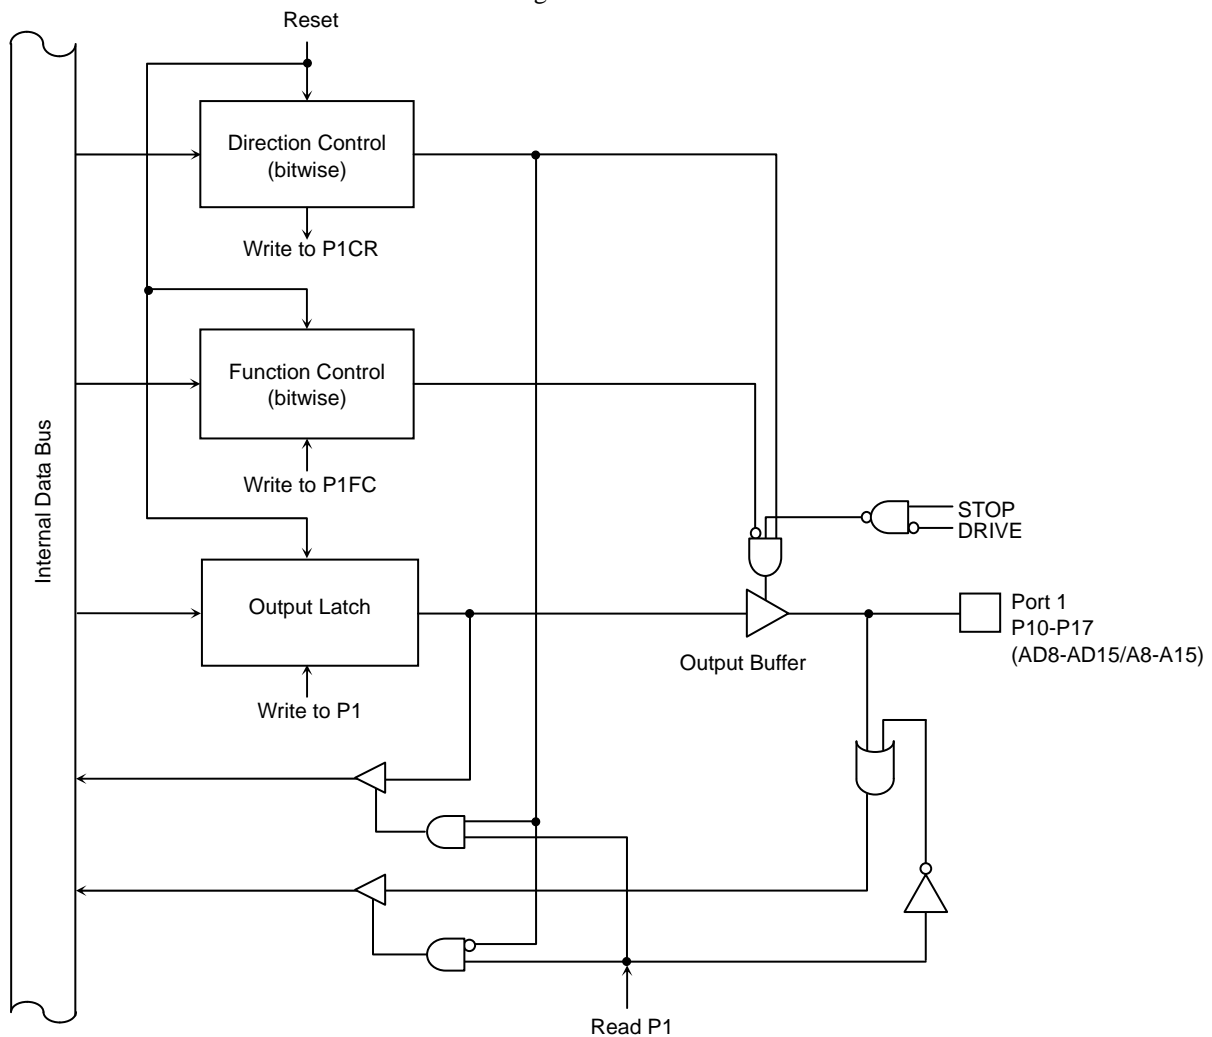 Reset
Direction Control
(bitwise)
Write to P1CR
Function Control
(bitwise)
Write to P1FC
Internal Data Bus
STOP
DRIVE
Output Latch
Port 1
P10-P17
(AD8-AD15/A8-A15)
Output Buffer
Write to P1
Read P1